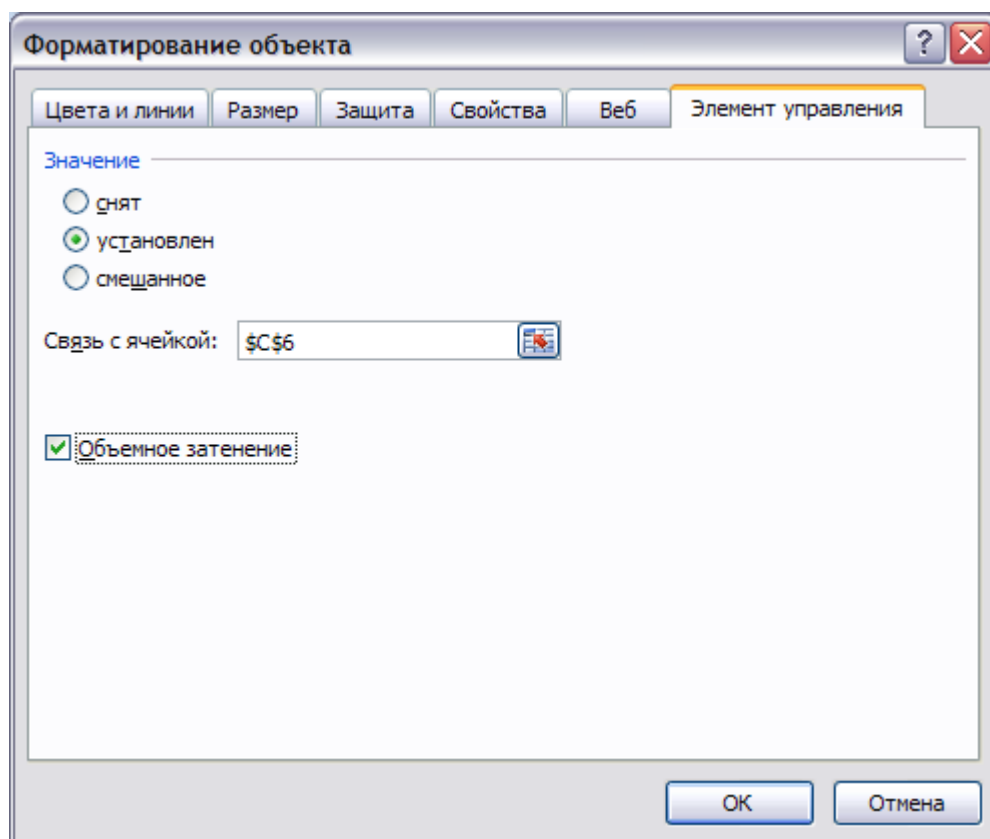 Форматирование объекта
Цвета и линии Размер Защита Свойства Веб Элемент управления
Значение
снят
установлен
смешанное
Связь с ячейкой: $C$6
Объемное затенение
ОК Отмена